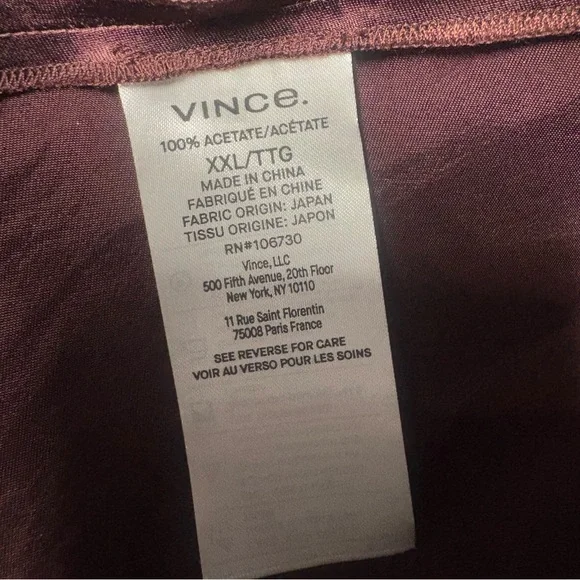 VINCe.
100% ACETATE/ACÉTATE
XXL/TTG
MADE IN CHINA
FABRIQUÉ EN CHINE
FABRIC ORIGIN: JAPAN
TISSU ORIGINE: JAPON
RN#106730
Vince, LLC
500 Fifth Avenue, 20th Floor
New York, NY 10110
11 Rue Saint Florentin
75008 Paris France
SEE REVERSE FOR CARE
VOIR AU VERSO POUR LES SOINS